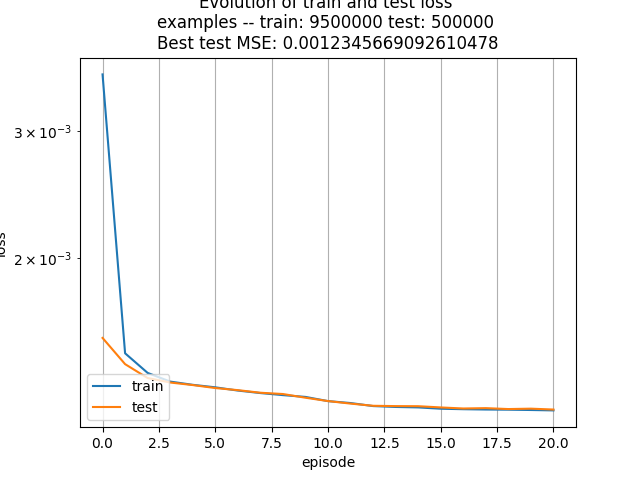 Evolution of train and test loss
examples -- train: 9500000 test: 500000
Best test MSE: 0.0012345669092610478
3 × 10⁻³
2 × 10⁻³
loss
train
test
0.0 2.5 5.0 7.5 10.0 12.5 15.0 17.5 20.0
episode